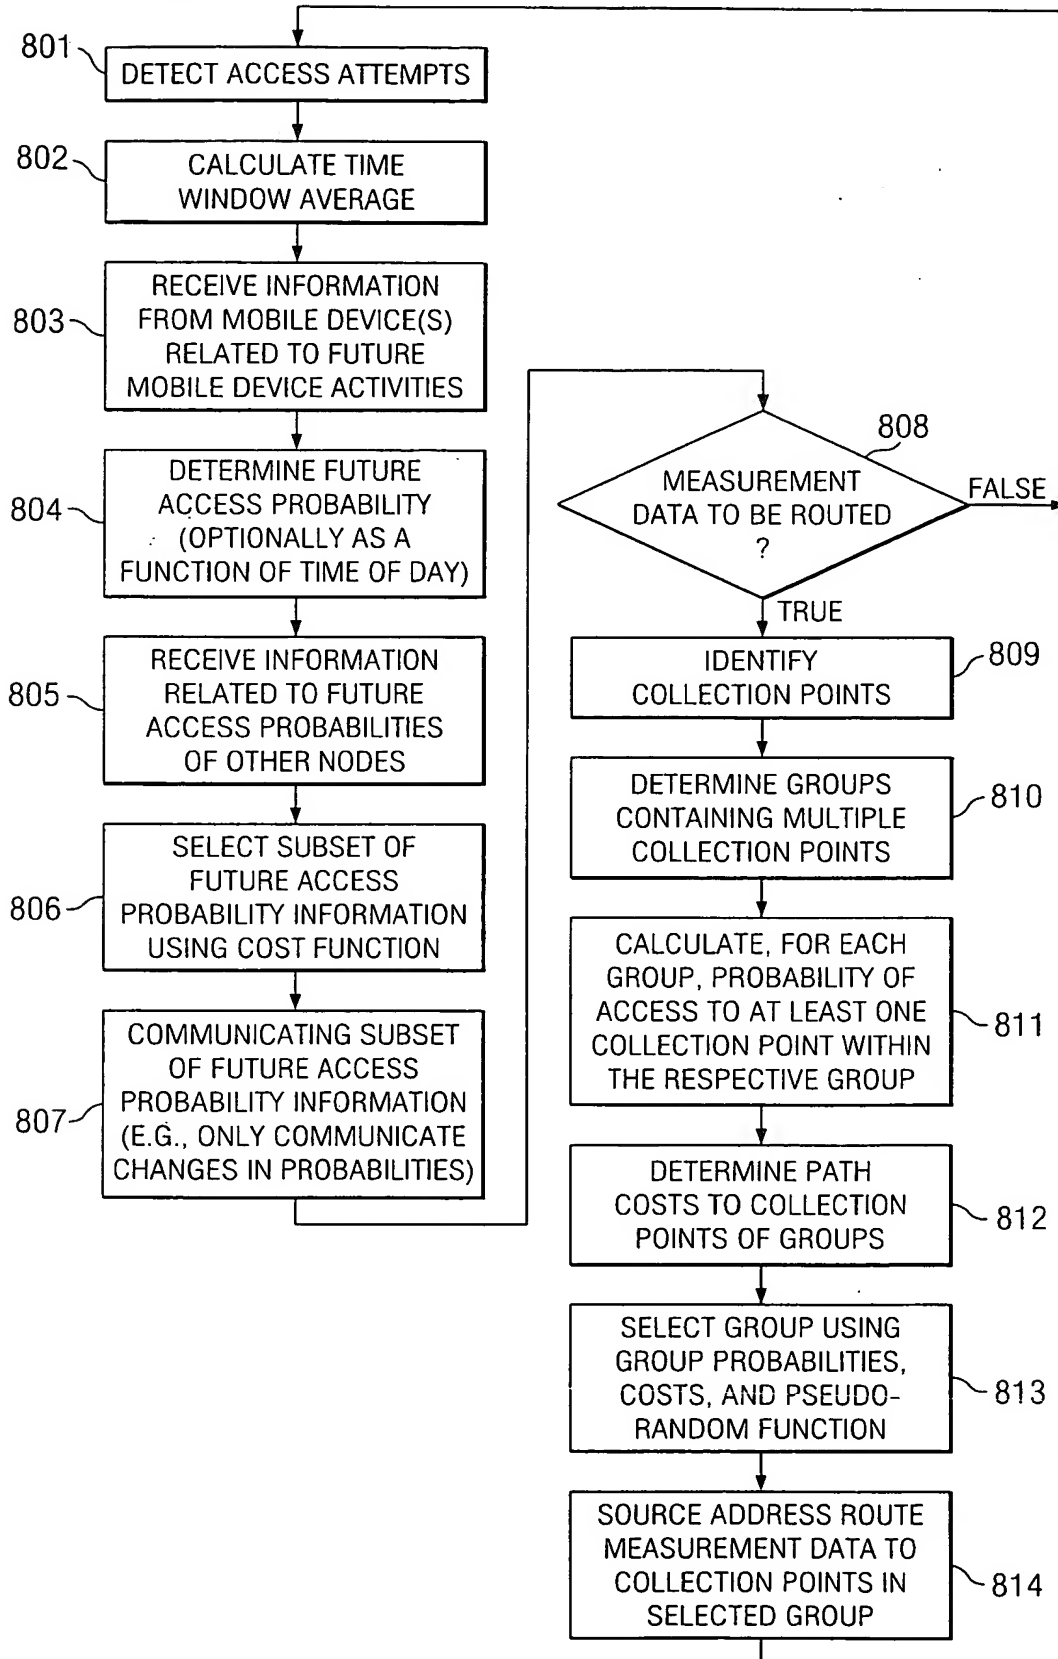 801
DETECT ACCESS ATTEMPTS
802
CALCULATE TIME
WINDOW AVERAGE
803
RECEIVE INFORMATION
FROM MOBILE DEVICE(S)
RELATED TO FUTURE
MOBILE DEVICE ACTIVITIES
804
DETERMINE FUTURE
ACCESS PROBABILITY
(OPTIONALLY AS A
FUNCTION OF TIME OF DAY)
805
RECEIVE INFORMATION
RELATED TO FUTURE
ACCESS PROBABILITIES
OF OTHER NODES
806
SELECT SUBSET OF
FUTURE ACCESS
PROBABILITY INFORMATION
USING COST FUNCTION
807
COMMUNICATING SUBSET
OF FUTURE ACCESS
PROBABILITY INFORMATION
(E.G., ONLY COMMUNICATE
CHANGES IN PROBABILITIES)
808
MEASUREMENT
DATA TO BE ROUTED
?
FALSE
TRUE
IDENTIFY
COLLECTION POINTS
809
DETERMINE GROUPS
CONTAINING MULTIPLE
COLLECTION POINTS
810
CALCULATE, FOR EACH
GROUP, PROBABILITY OF
ACCESS TO AT LEAST ONE
COLLECTION POINT WITHIN
THE RESPECTIVE GROUP
811
DETERMINE PATH
COSTS TO COLLECTION
POINTS OF GROUPS
812
SELECT GROUP USING
GROUP PROBABILITIES,
COSTS, AND PSEUDO-
RANDOM FUNCTION
813
SOURCE ADDRESS ROUTE
MEASUREMENT DATA TO
COLLECTION POINTS IN
SELECTED GROUP
814